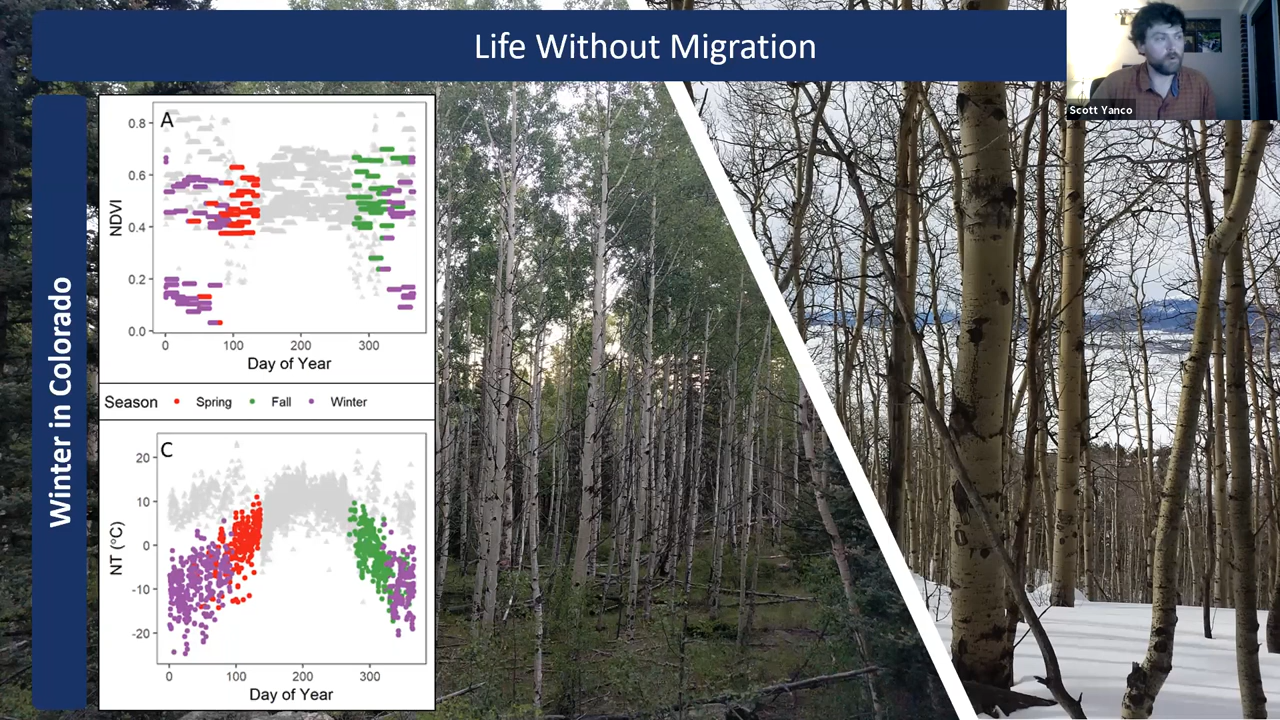 Life Without Migration
Scott Yanco
Winter in Colorado
A
NDVI
0.8
0.6
0.4
0.2
0.0
0 100 200 300
Day of Year
Season Spring Fall Winter
C
NT (°C)
20
10
0
-10
-20
0 100 200 300
Day of Year